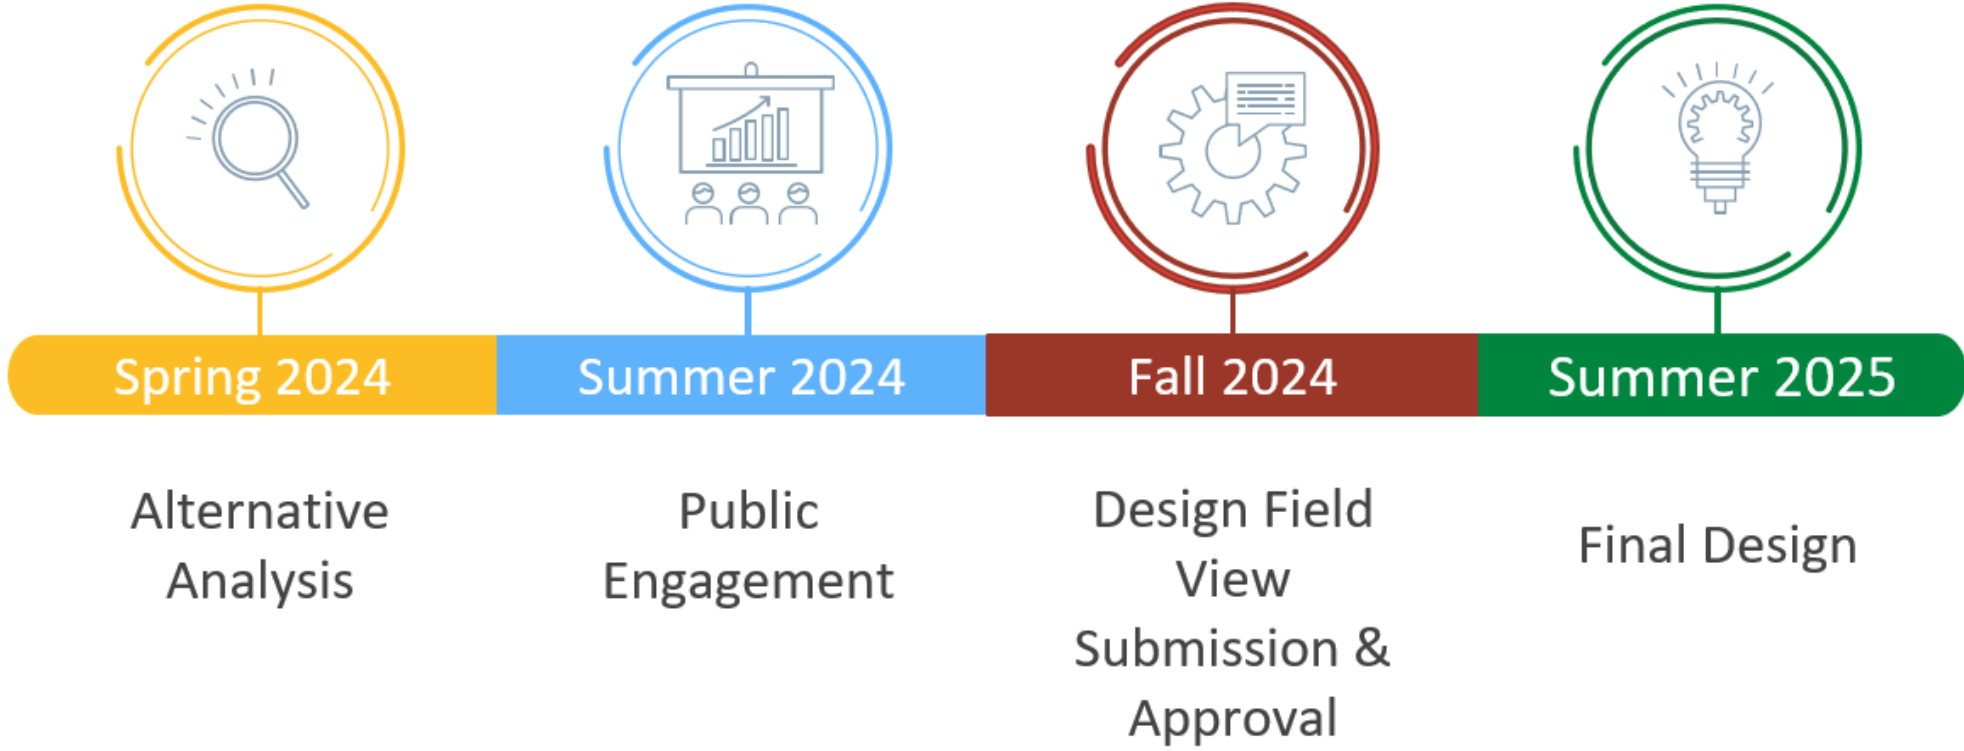 Spring 2024
Summer 2024
Fall 2024
Summer 2025
Alternative
Analysis
Public
Engagement
Design Field
View
Submission &
Approval
Final Design